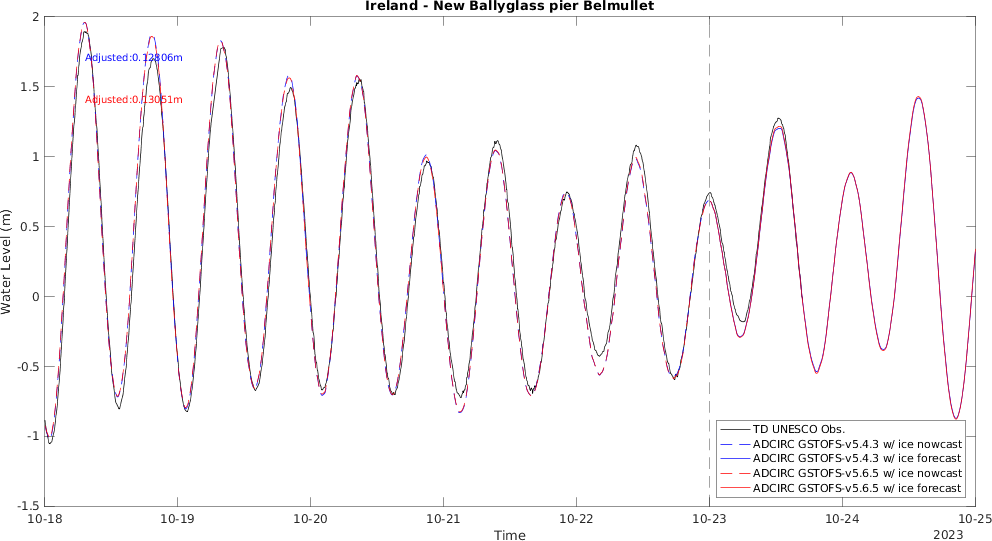 Ireland - New Ballyglass pier Belmullet
2
1.5
1
0.5
0
-0.5
-1
-1.5
Water Level (m)
Adjusted:0.12806m
Adjusted:0.13051m
TD UNESCO Obs.
ADCIRC GSTOFS-v5.4.3 w/ ice nowcast
ADCIRC GSTOFS-v5.4.3 w/ ice forecast
ADCIRC GSTOFS-v5.6.5 w/ ice nowcast
ADCIRC GSTOFS-v5.6.5 w/ ice forecast
10-18 10-19 10-20 10-21 10-22 10-23 10-24 10-25
Time
2023